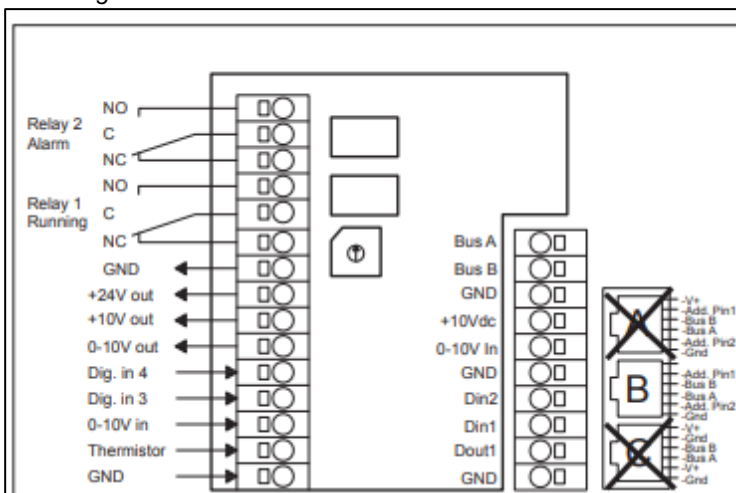 NO
Relay 2
C
Alarm
NC
NO
Relay 1
C
Running
NC
GND
+24V out
+10V out
0-10V out
Dig. in 4
Dig. in 3
0-10V in
Thermistor
GND
Bus A
Bus B
GND
+10Vdc
0-10V In
GND
Din2
Din1
Dout1
GND
A
-V+
-Add. Pin1
-Bus B
-Bus A
-Add. Pin2
-Gnd
B
-Add. Pin1
-Bus B
-Bus A
-Add. Pin2
-Gnd
C
-V+
-Gnd
-Bus B
-Bus A
-V+
-Gnd